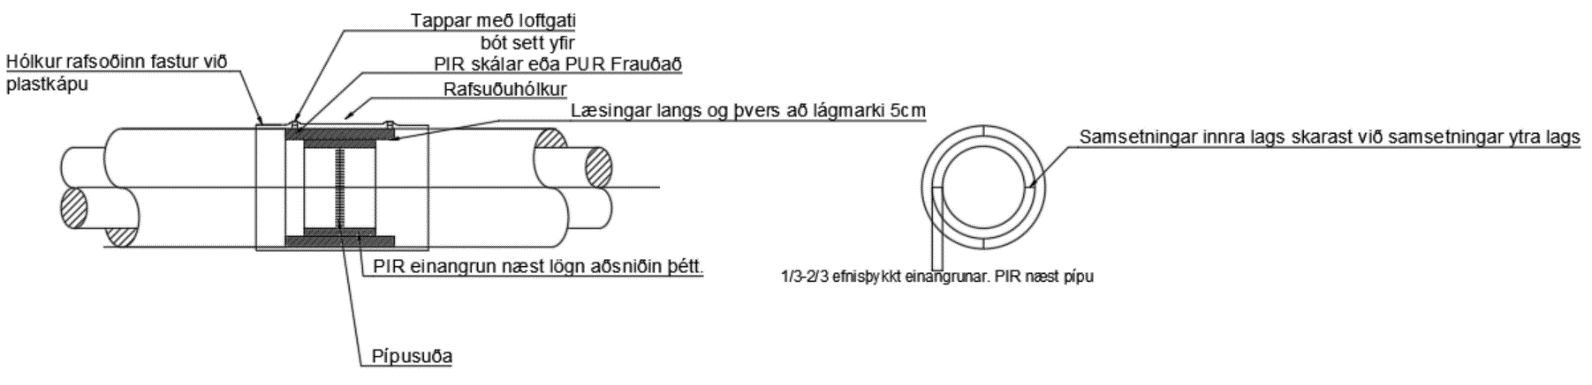 Tappar með loftgati
bót sett yfir
Hólkur rafsoðinn fastur við
plastkápu
PIR skálar eða PUR Frauðað
Rafsuðuhólkur
Læsingar langs og þvers að lágmarki 5cm
Samsetningar innra lags skarast við samsetningar ytra lags
PIR einangrun næst lögn aðsniðin þétt.
1/3-2/3 efnisþykkt einangrunar. PIR næst pípu
Pípusuða